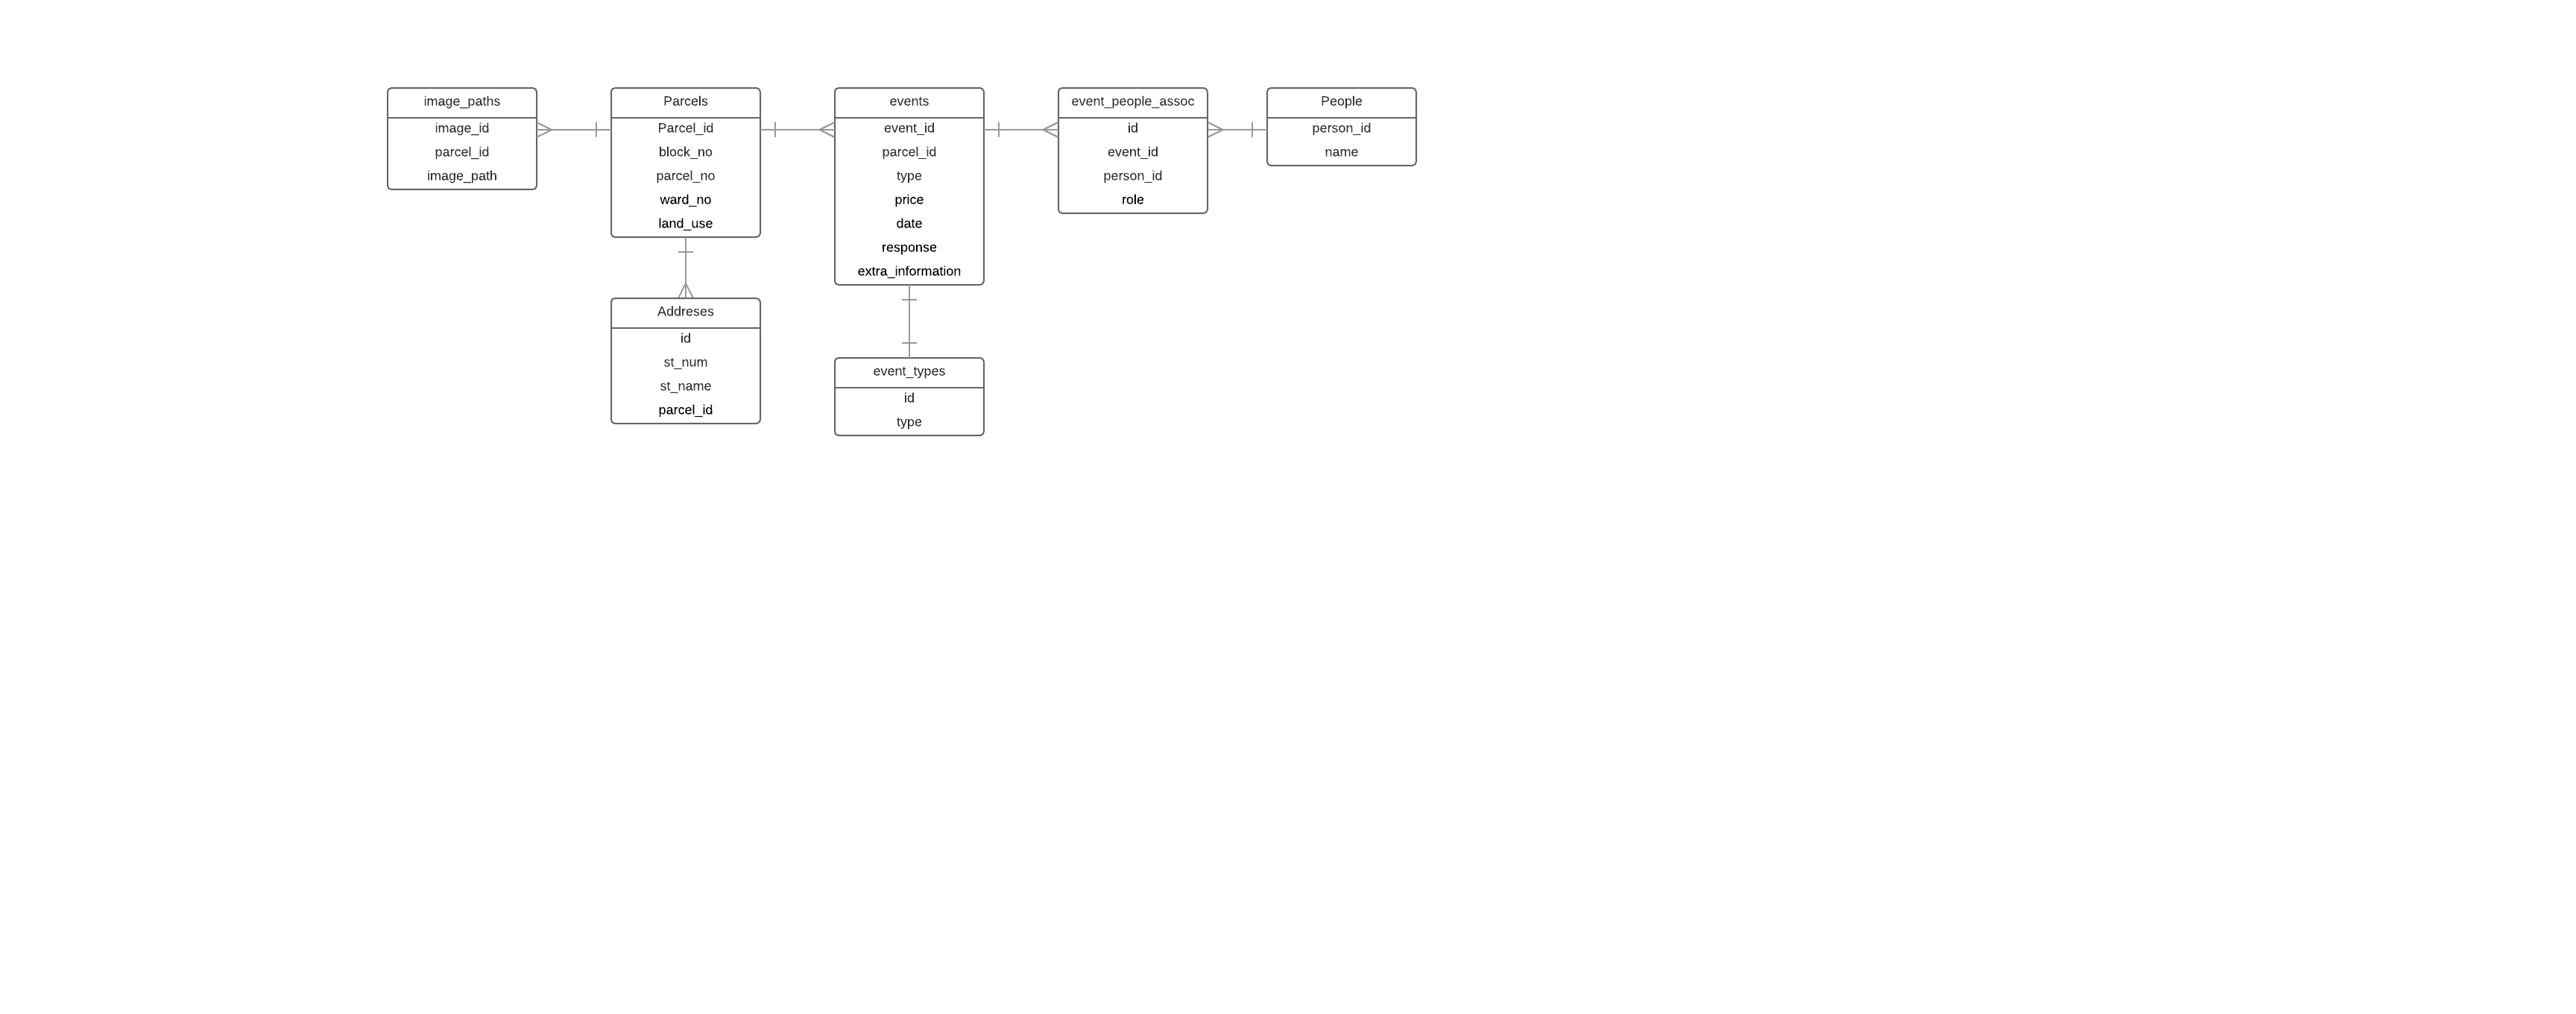 image_paths
image_id
parcel_id
image_path
Parcels
Parcel_id
block_no
parcel_no
ward_no
land_use
events
event_id
parcel_id
type
price
date
response
extra_information
event_people_assoc
id
event_id
person_id
role
People
person_id
name
Addreses
id
st_num
st_name
parcel_id
event_types
id
type